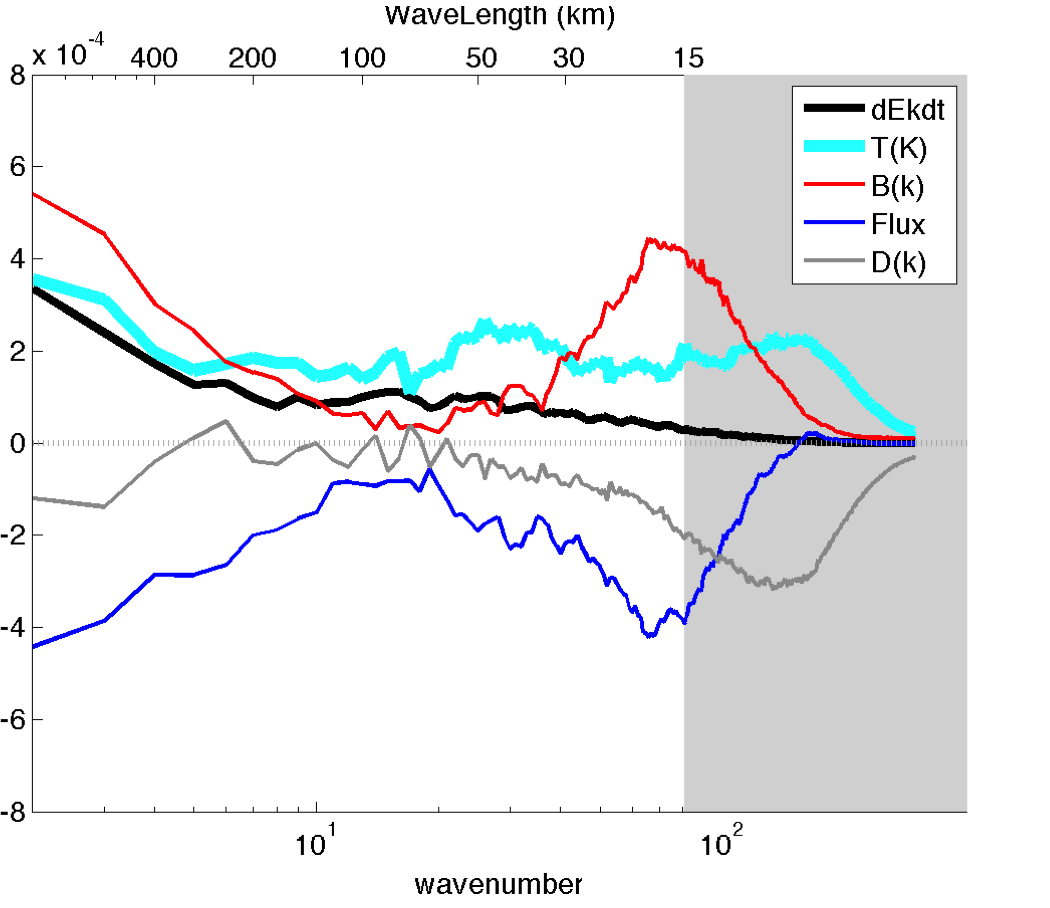 WaveLength (km)
x 10-4 400 200 100 50 30 15
8
6
4
2
0
-2
-4
-6
-8
dEkdt
T(K)
B(k)
Flux
D(k)
101 102
wavenumber